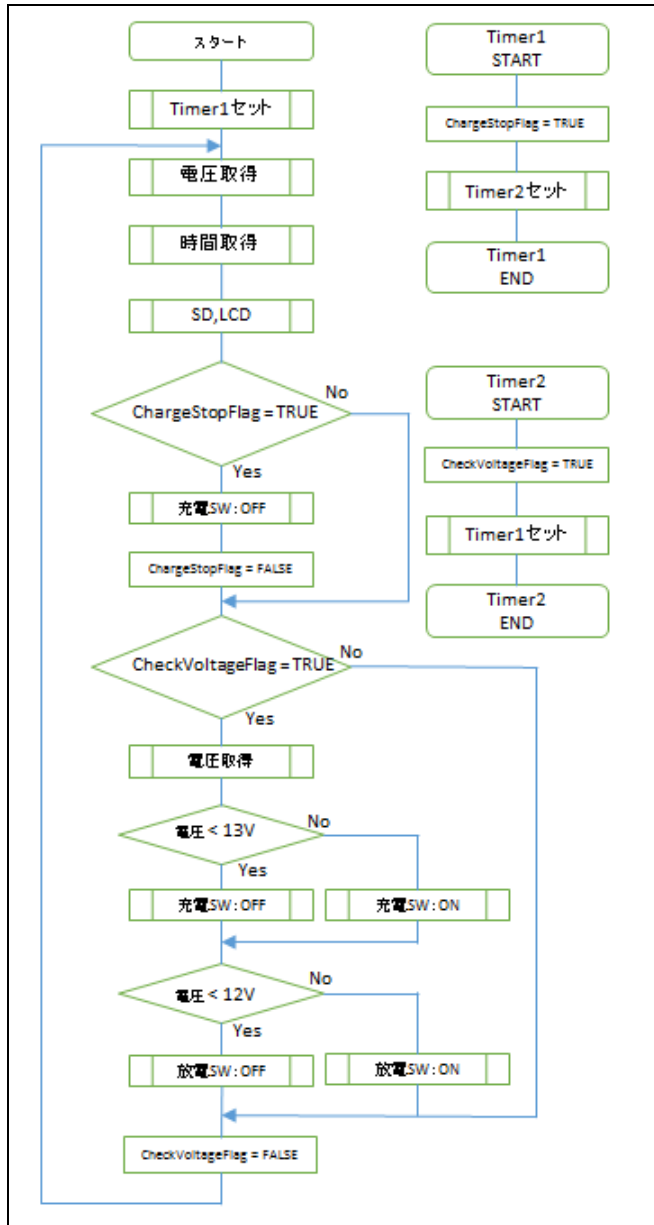 スタート
Timer1セット
電圧取得
時間取得
SD,LCD
ChargeStopFlag = TRUE
No
Yes
充電SW:OFF
ChargeStopFlag = FALSE
CheckVoltageFlag = TRUE
No
Yes
電圧取得
電圧 < 13V
No
Yes
充電SW:OFF
充電SW:ON
電圧 < 12V
No
Yes
放電SW:OFF
放電SW:ON
CheckVoltageFlag = FALSE
Timer1
START
ChargeStopFlag = TRUE
Timer2セット
Timer1
END
Timer2
START
CheckVoltageFlag = TRUE
Timer1セット
Timer2
END